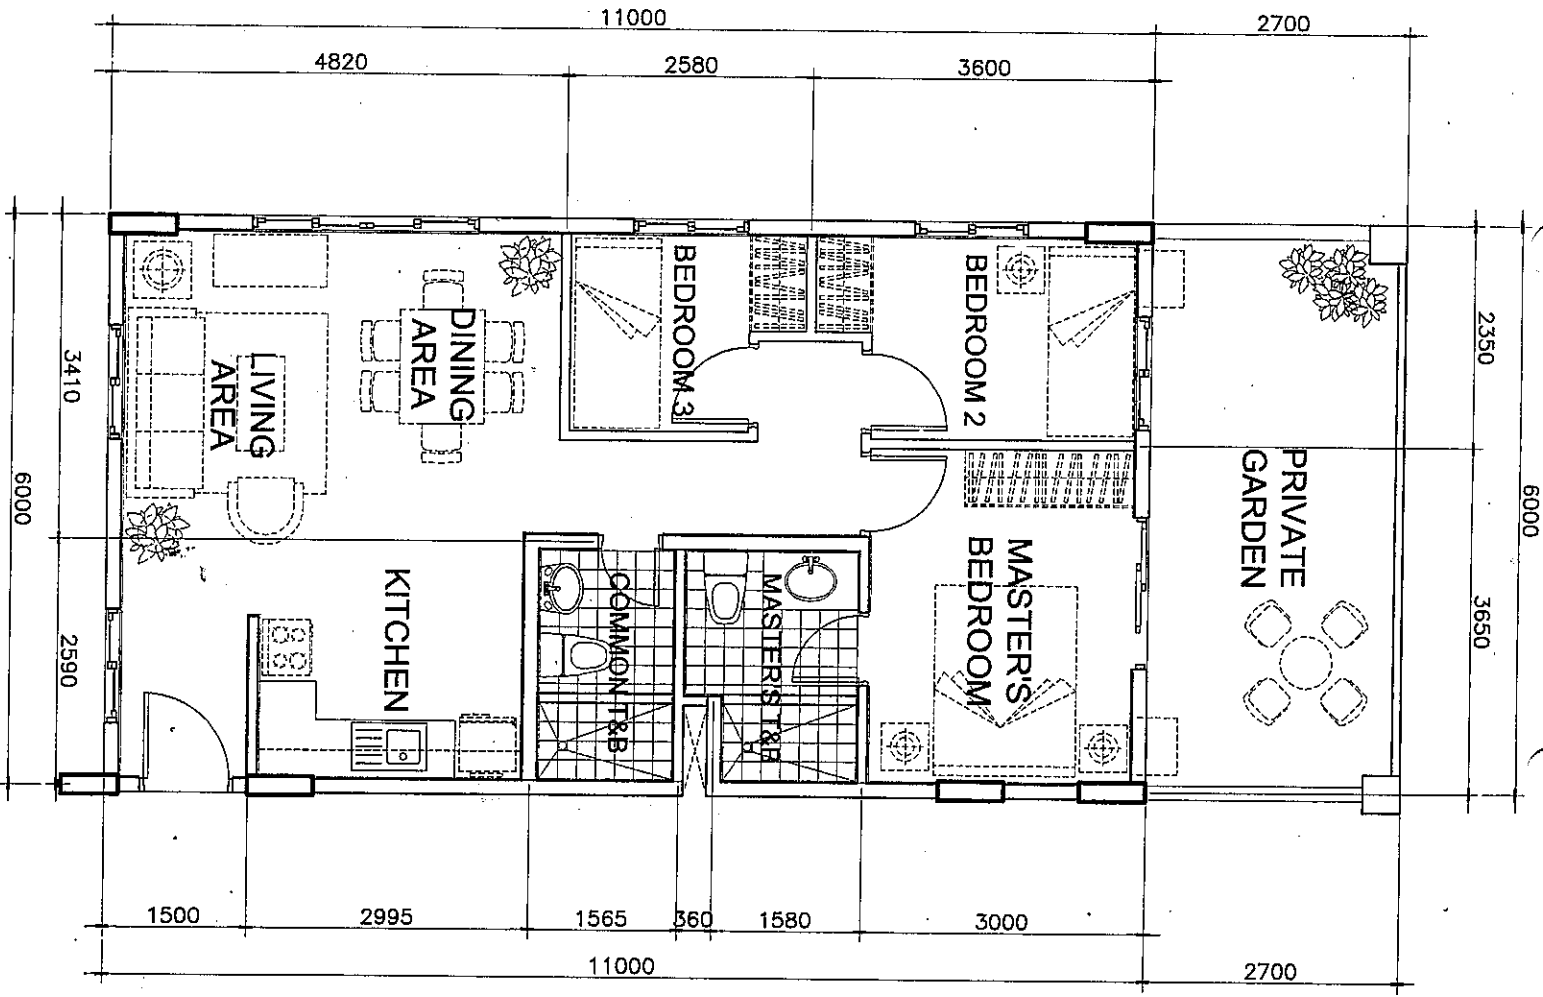 11000
2700
4820
2580
3600
3410
6000
2590
2350
6000
3650
LIVING
AREA
DINING
AREA
BEDROOM 3
BEDROOM 2
PRIVATE
GARDEN
KITCHEN
COMMON T&B
MASTER'S T&B
MASTER'S
BEDROOM
1500
2995
1565
360
1580
3000
11000
2700